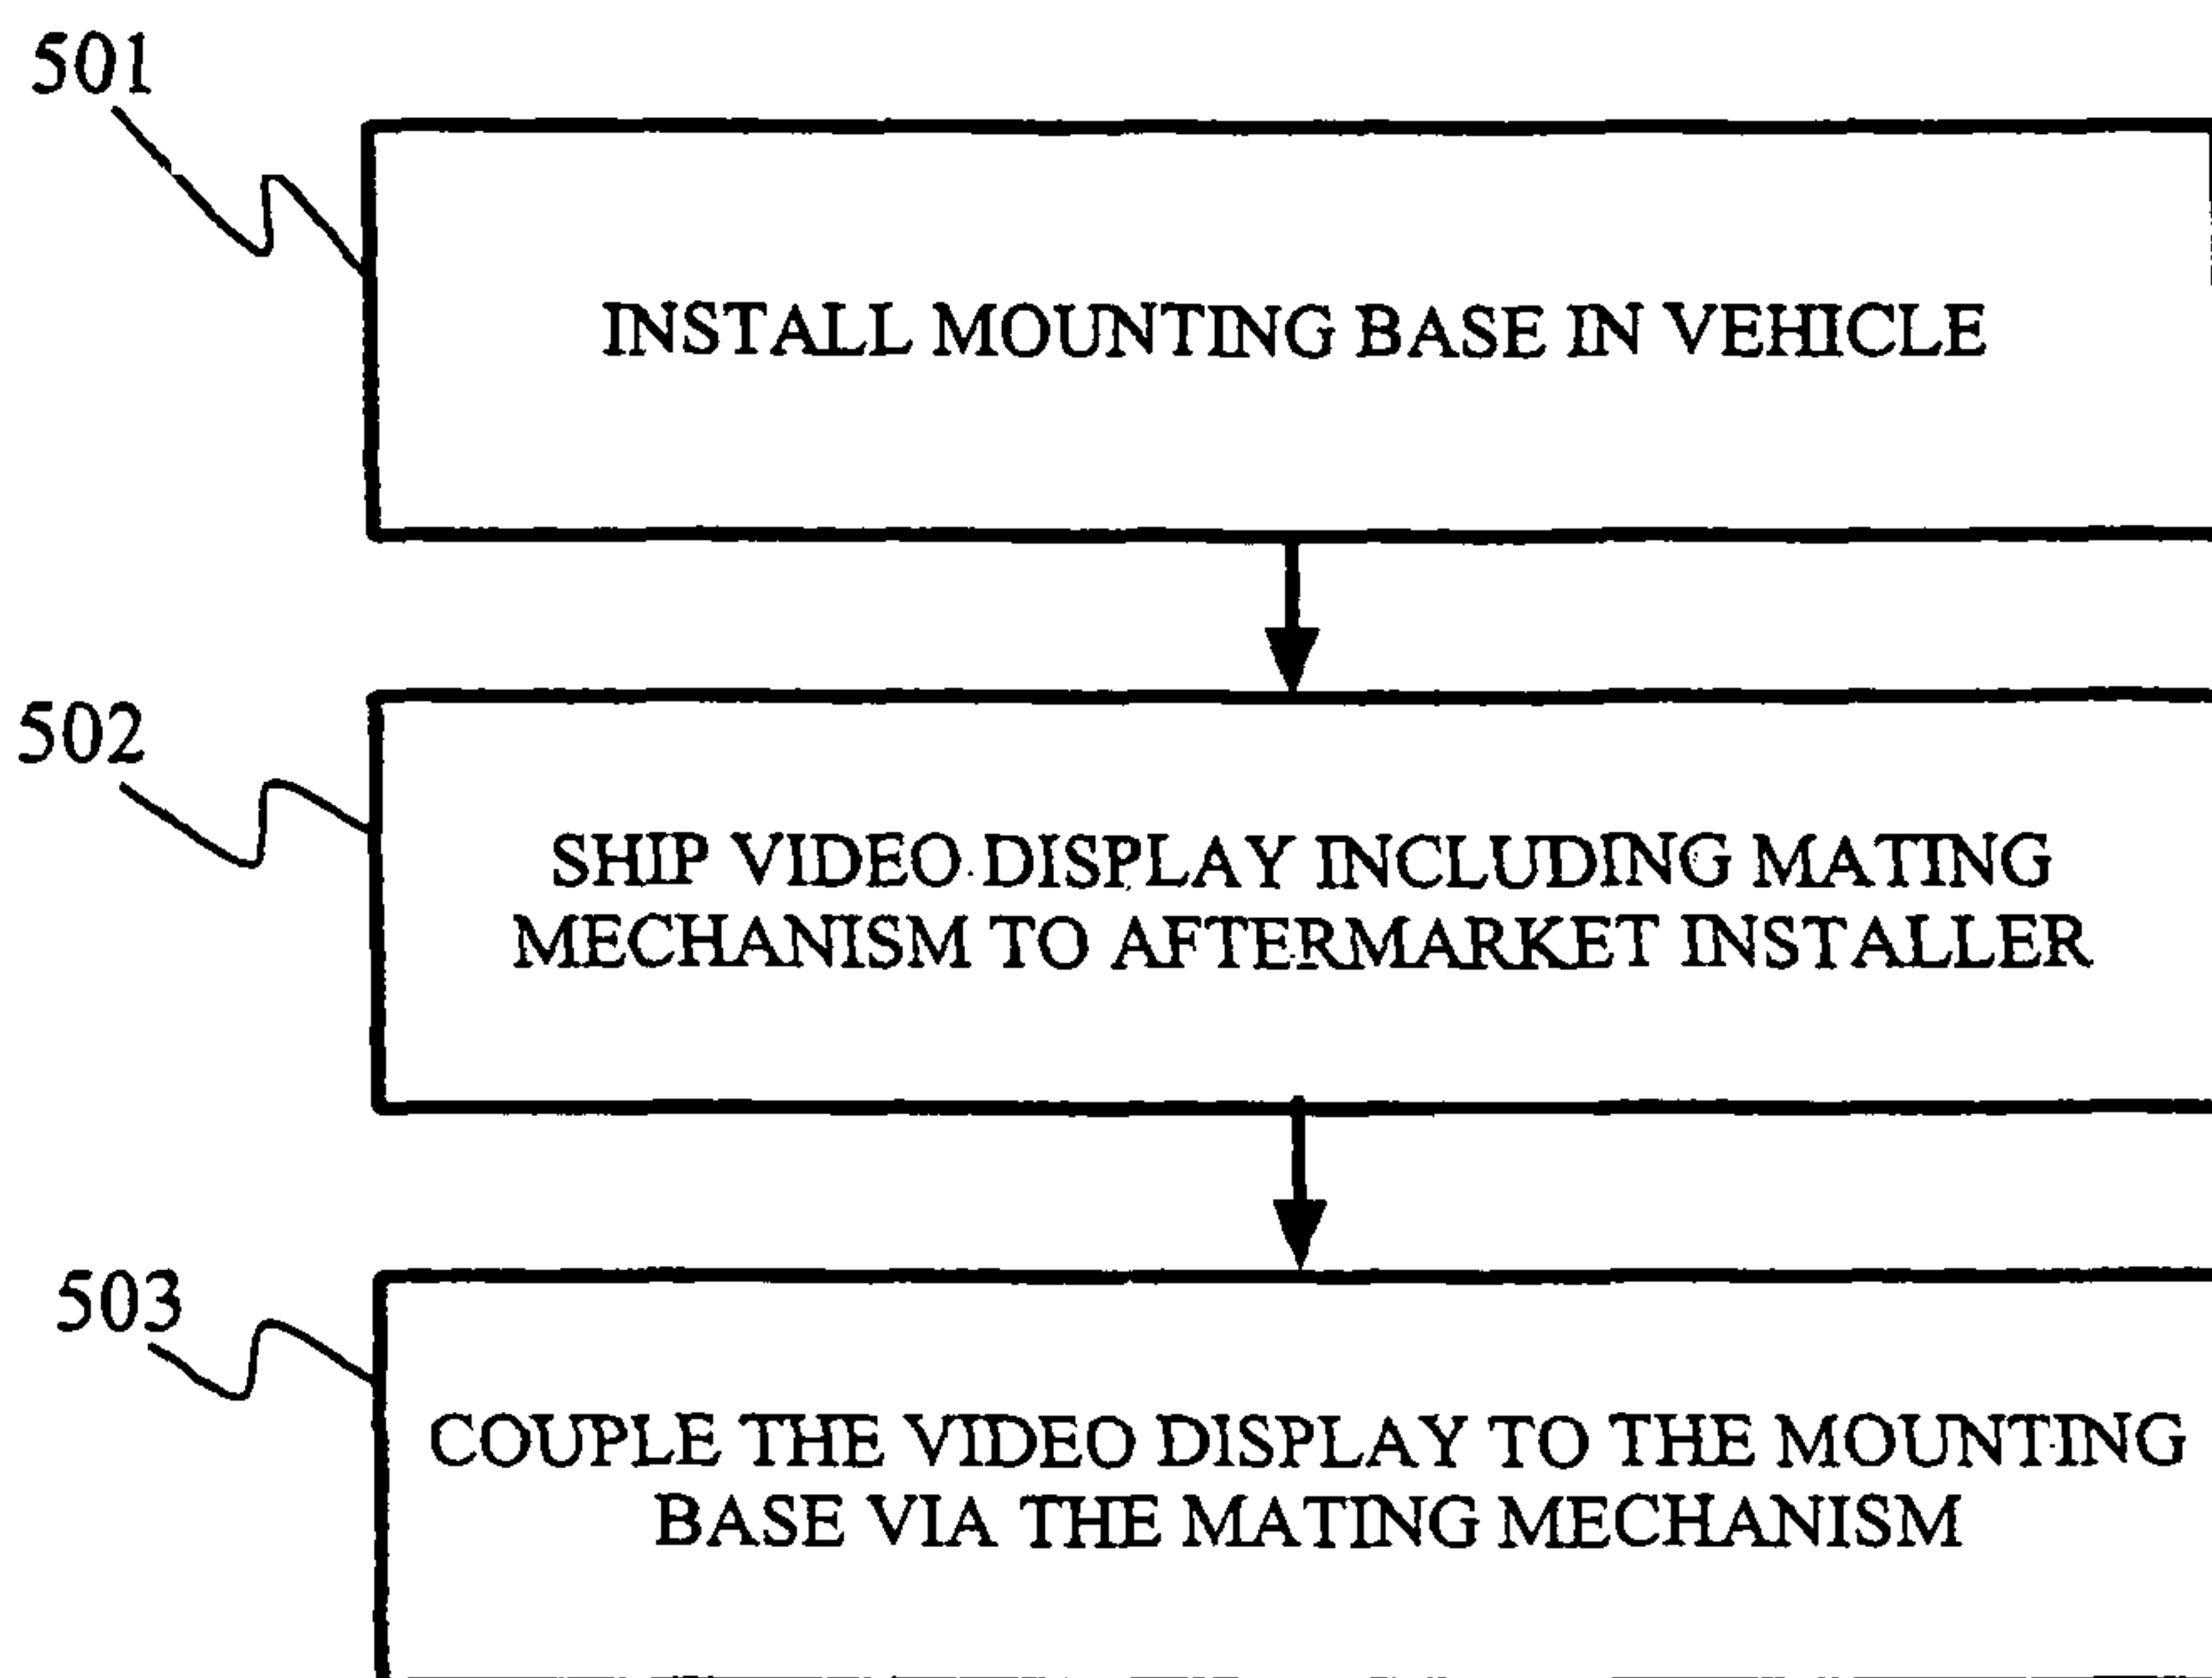 501
INSTALL MOUNTING BASE IN VEHICLE
502
SHIP VIDEO DISPLAY INCLUDING MATING
MECHANISM TO AFTERMARKET INSTALLER
503
COUPLE THE VIDEO DISPLAY TO THE MOUNTING
BASE VIA THE MATING MECHANISM